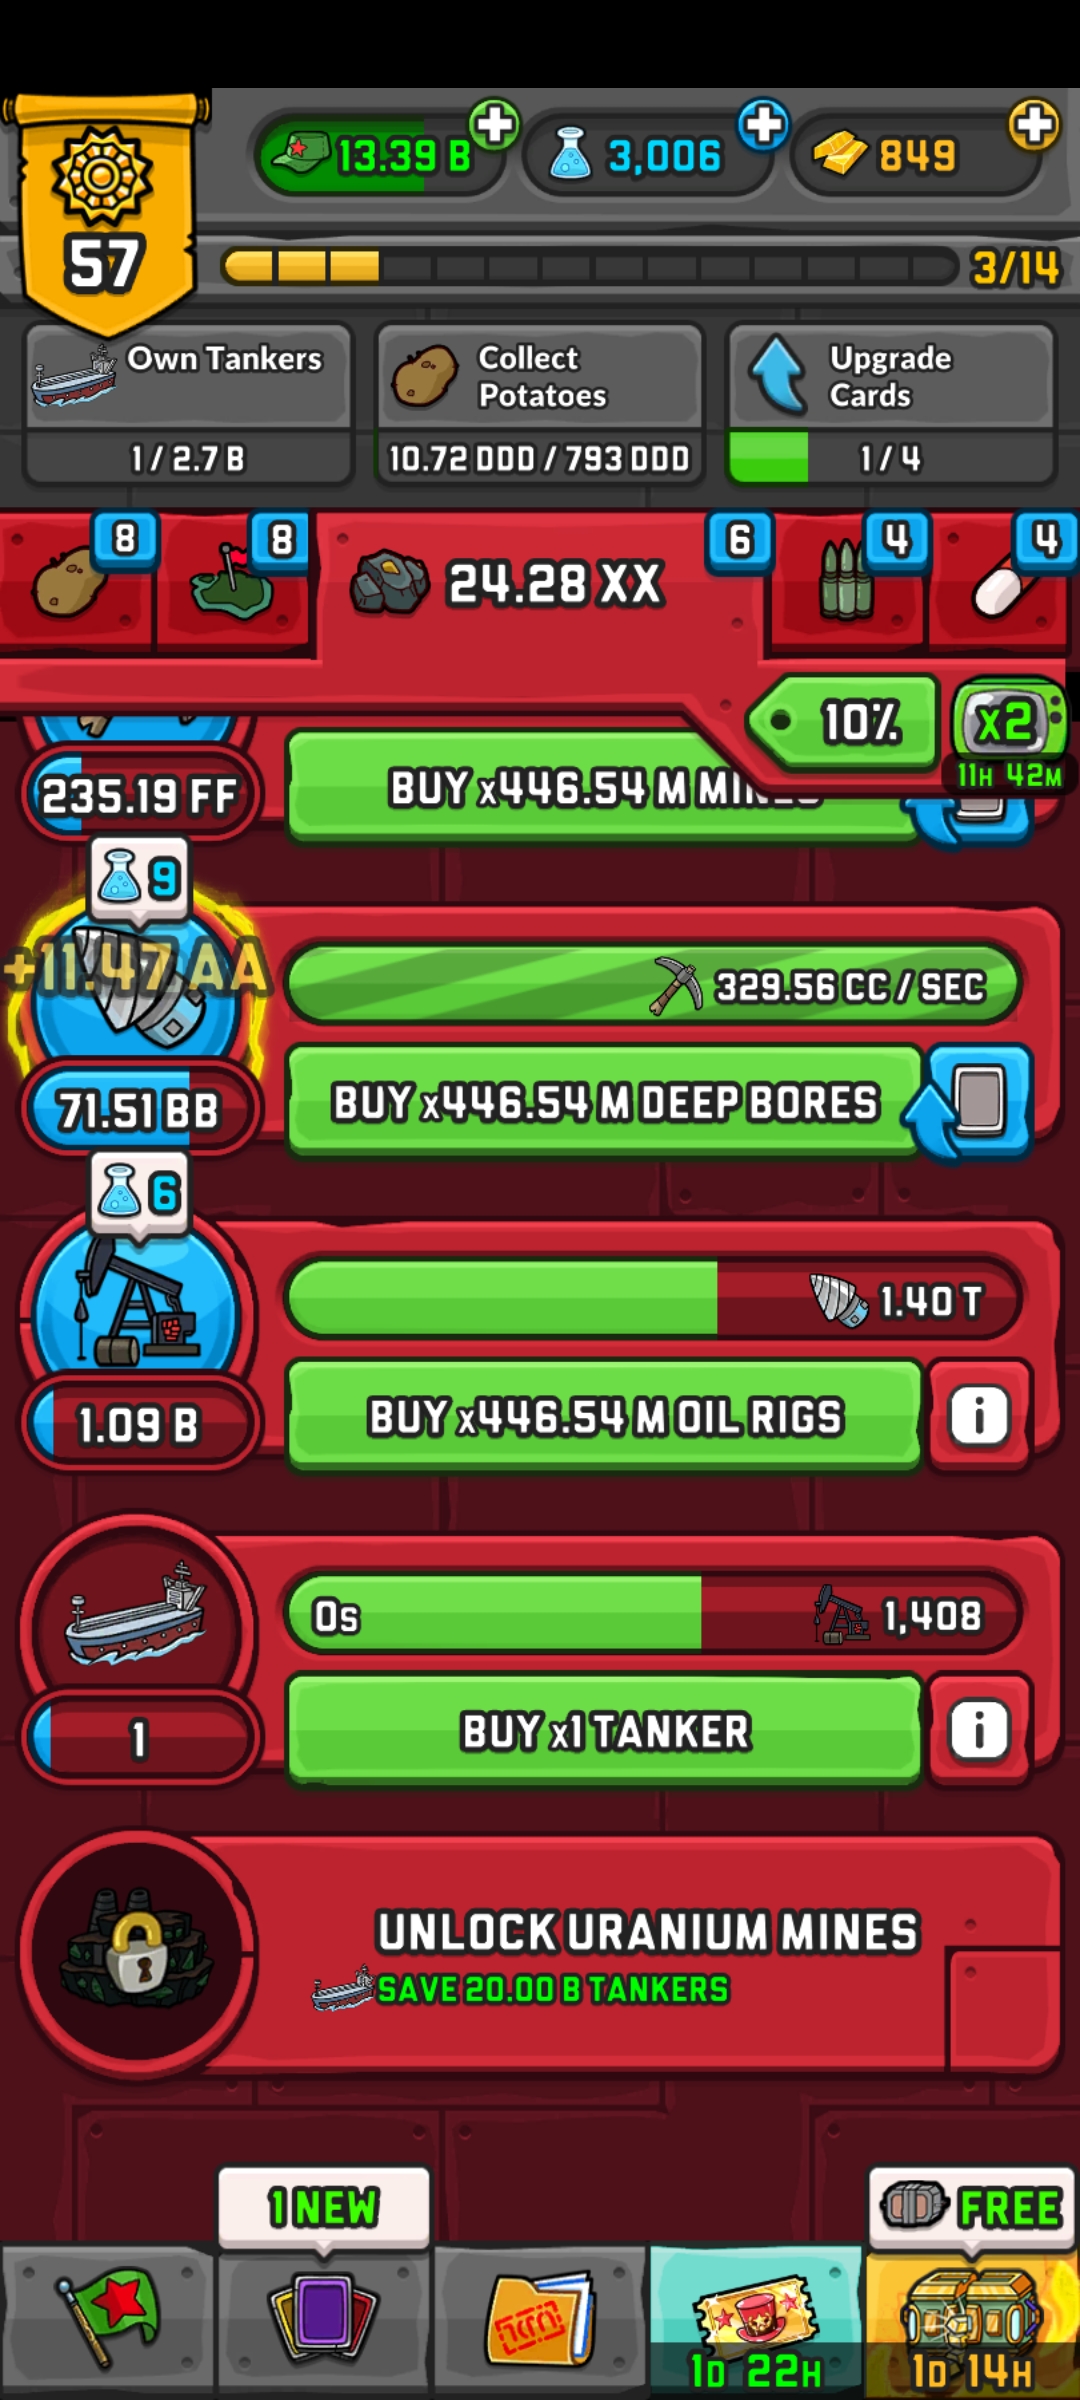 13.39 B
3,006
849
57
3/14
Own Tankers
1 / 2.7 B
Collect
Potatoes
10.72 DDD / 793 DDD
Upgrade
Cards
1 / 4
8
8
24.28 XX
6
4
4
10%
x2
11H 42M
235.19 FF
BUY x446.54 M MINES
9
+11.47 AA
329.56 CC / SEC
71.51 BB
BUY x446.54 M DEEP BORES
6
1.40 T
1.09 B
BUY x446.54 M OIL RIGS
i
0s
1,408
1
BUY x1 TANKER
i
UNLOCK URANIUM MINES
SAVE 20.00 B TANKERS
1 NEW
FREE
1D 22H
1D 14H